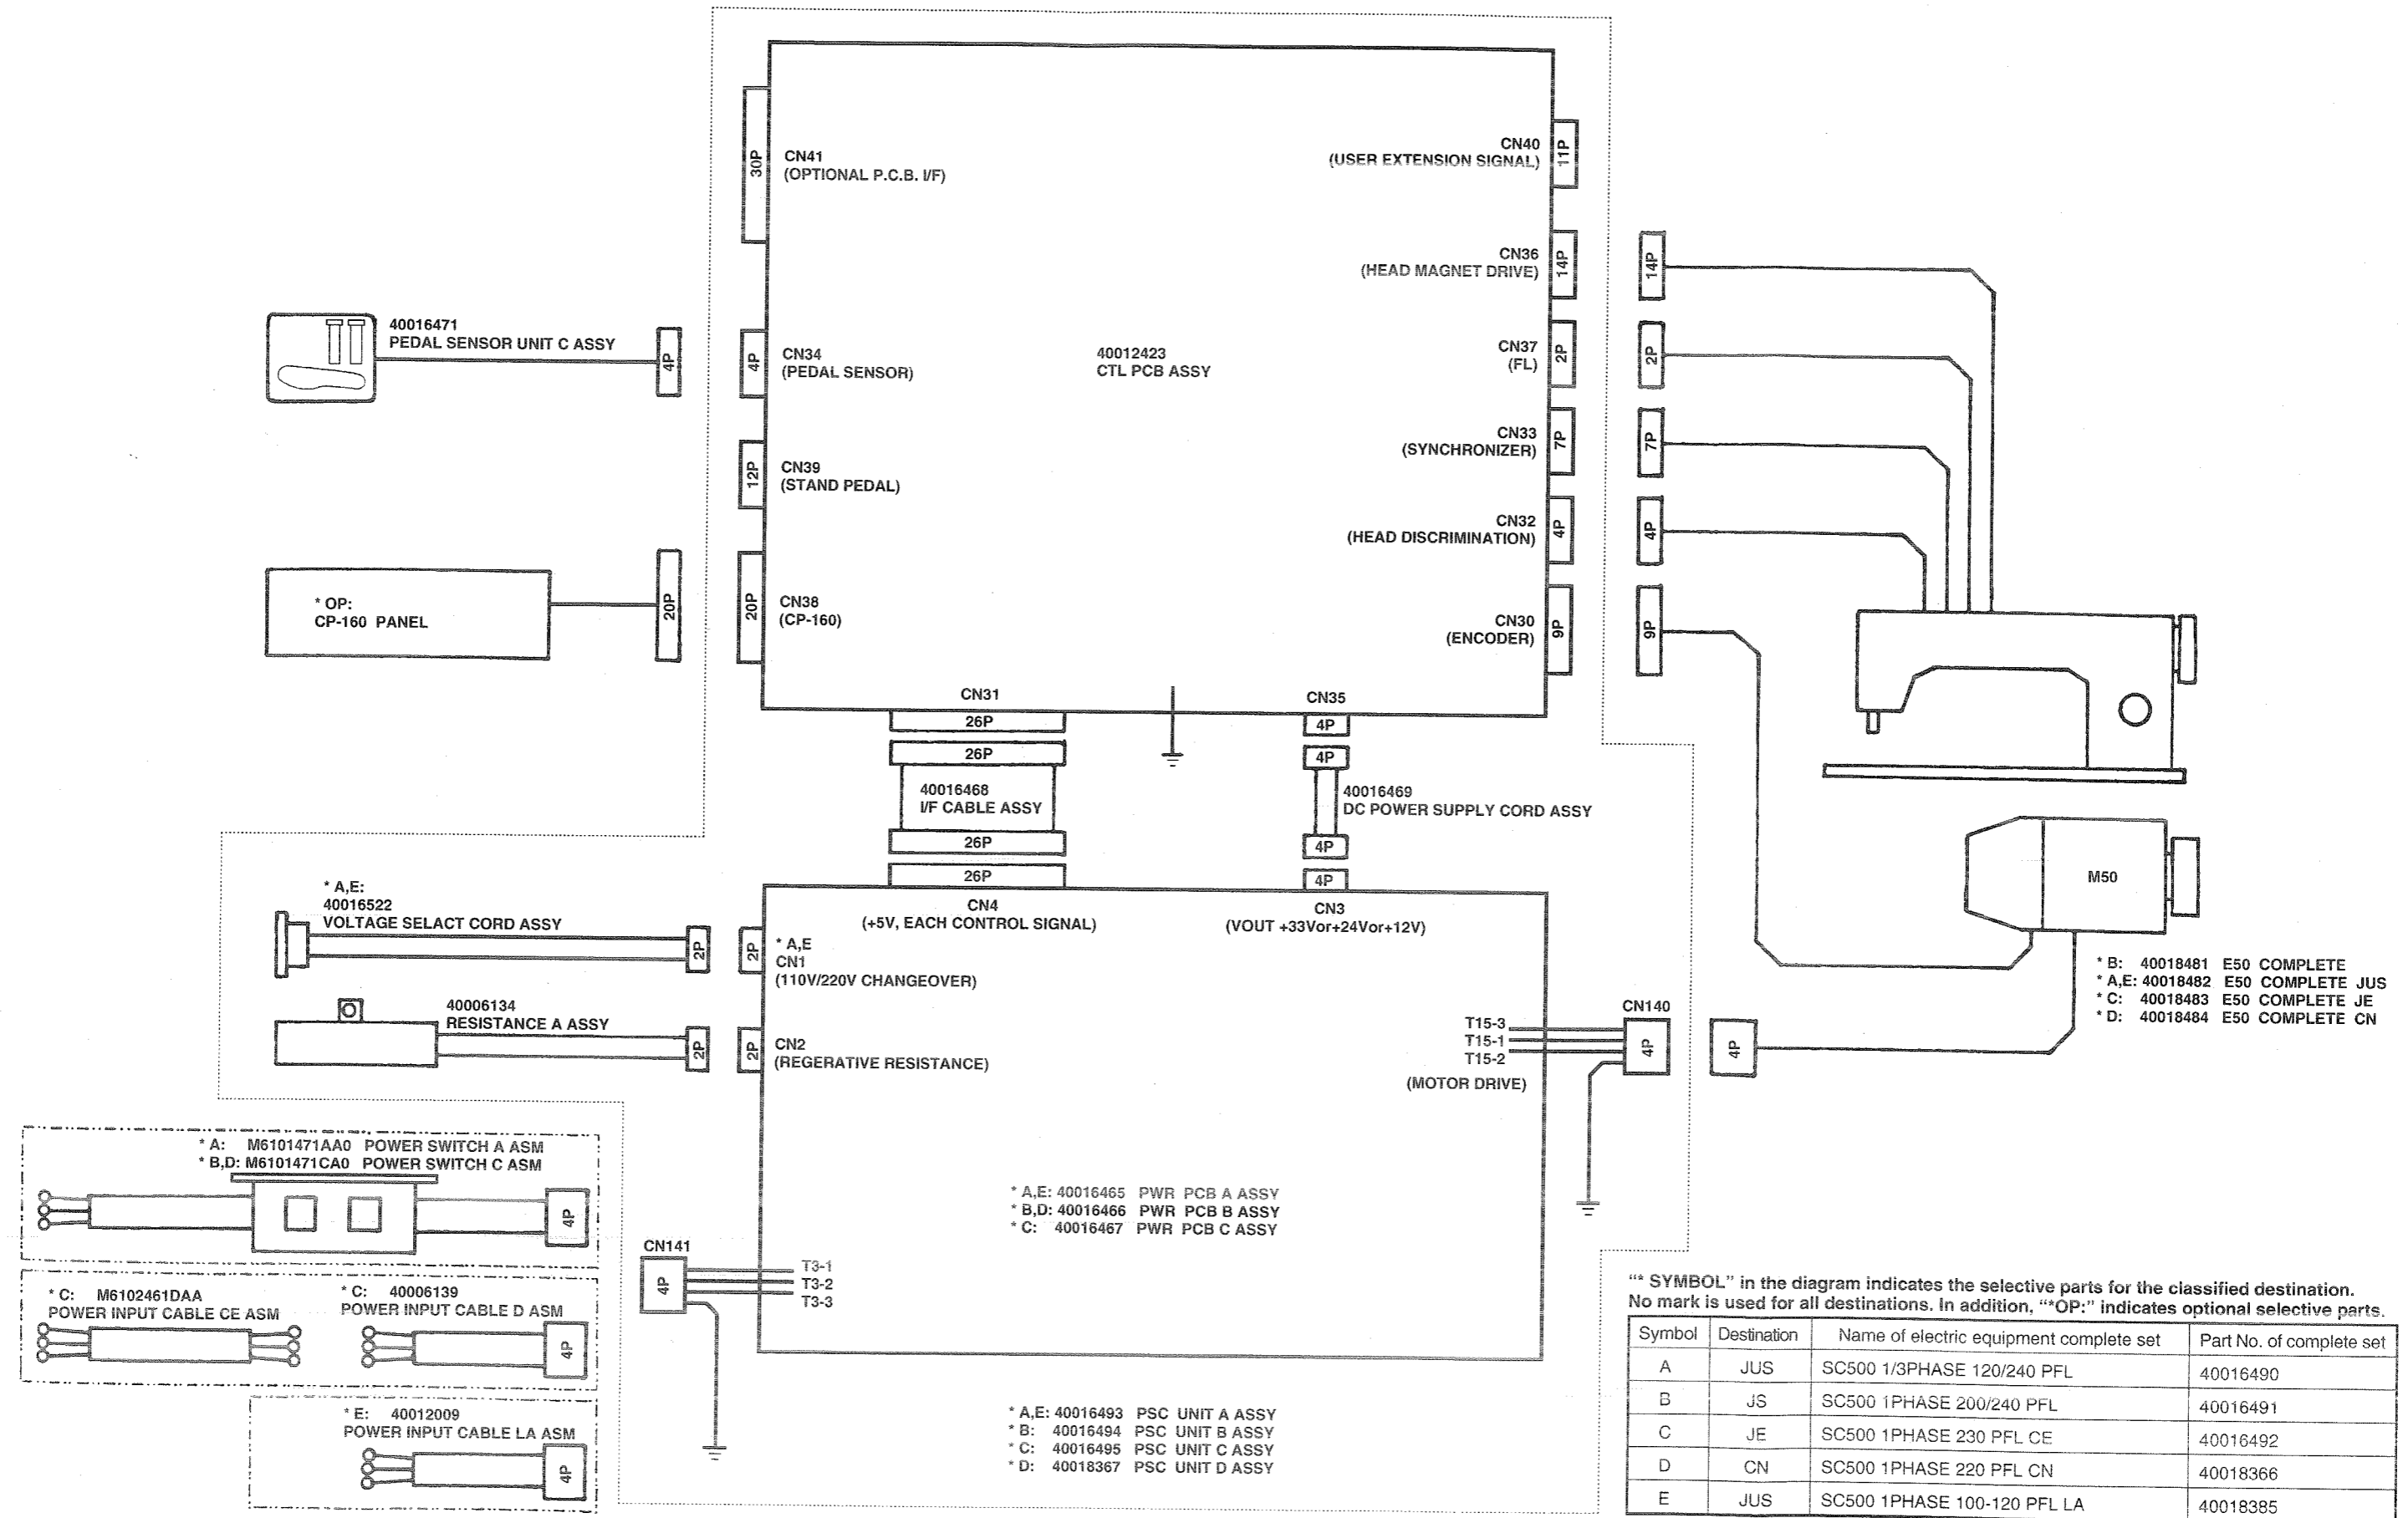 30P
CN41
(OPTIONAL P.C.B. I/F)
CN40
(USER EXTENSION SIGNAL)
11P
CN36
(HEAD MAGNET DRIVE)
14P
14P
40016471
PEDAL SENSOR UNIT C ASSY
4P
4P
CN34
(PEDAL SENSOR)
40012423
CTL PCB ASSY
CN37
(FL)
2P
2P
CN33
(SYNCHRONIZER)
7P
7P
12P
CN39
(STAND PEDAL)
CN32
(HEAD DISCRIMINATION)
4P
4P
* OP:
CP-160 PANEL
20P
20P
CN38
(CP-160)
CN30
(ENCODER)
9P
9P
CN31
26P
26P
40016468
I/F CABLE ASSY
26P
26P
CN35
4P
4P
40016469
DC POWER SUPPLY CORD ASSY
4P
4P
CN4
(+5V, EACH CONTROL SIGNAL)
CN3
(VOUT +33Vor+24Vor+12V)
* A,E:
40016522
VOLTAGE SELACT CORD ASSY
2P
2P
* A,E
CN1
(110V/220V CHANGEOVER)
40006134
RESISTANCE A ASSY
2P
2P
CN2
(REGERATIVE RESISTANCE)
M50
* B: 40018481 E50 COMPLETE
* A,E: 40018482 E50 COMPLETE JUS
* C: 40018483 E50 COMPLETE JE
* D: 40018484 E50 COMPLETE CN
T15-3
T15-1
T15-2
(MOTOR DRIVE)
CN140
4P
4P
* A: M6101471AA0 POWER SWITCH A ASM
* B,D: M6101471CA0 POWER SWITCH C ASM
4P
* A,E: 40016465 PWR PCB A ASSY
* B,D: 40016466 PWR PCB B ASSY
* C: 40016467 PWR PCB C ASSY
CN141
4P
T3-1
T3-2
T3-3
* C: M6102461DAA
POWER INPUT CABLE CE ASM
* C: 40006139
POWER INPUT CABLE D ASM
4P
* E: 40012009
POWER INPUT CABLE LA ASM
4P
* A,E: 40016493 PSC UNIT A ASSY
* B: 40016494 PSC UNIT B ASSY
* C: 40016495 PSC UNIT C ASSY
* D: 40018367 PSC UNIT D ASSY
“* SYMBOL” in the diagram indicates the selective parts for the classified destination.
No mark is used for all destinations. In addition, “*OP:” indicates optional selective parts.
Symbol Destination Name of electric equipment complete set Part No. of complete set
A JUS SC500 1/3PHASE 120/240 PFL 40016490
B JS SC500 1PHASE 200/240 PFL 40016491
C JE SC500 1PHASE 230 PFL CE 40016492
D CN SC500 1PHASE 220 PFL CN 40018366
E JUS SC500 1PHASE 100-120 PFL LA 40018385